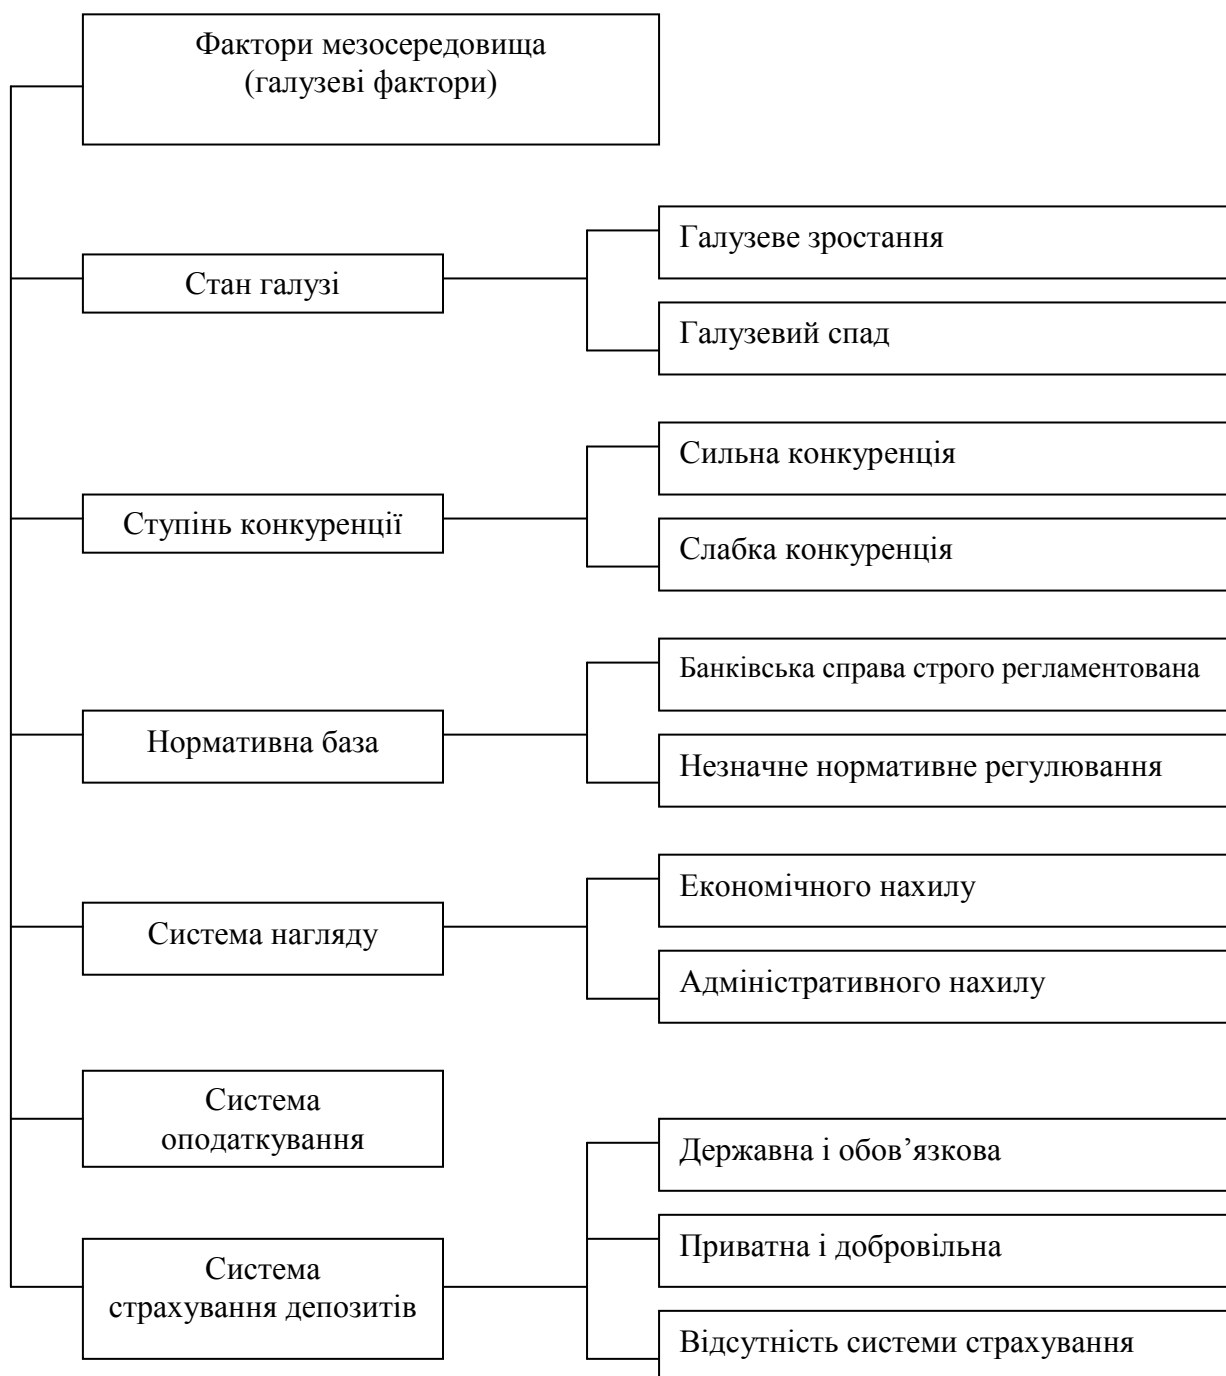 Фактори мезосередовища
(галузеві фактори)
Стан галузі
Галузеве зростання
Галузевий спад
Ступінь конкуренції
Сильна конкуренція
Слабка конкуренція
Нормативна база
Банківська справа строго регламентована
Незначне нормативне регулювання
Система нагляду
Економічного нахилу
Адміністративного нахилу
Система
оподаткування
Система
страхування депозитів
Державна і обов’язкова
Приватна і добровільна
Відсутність системи страхування